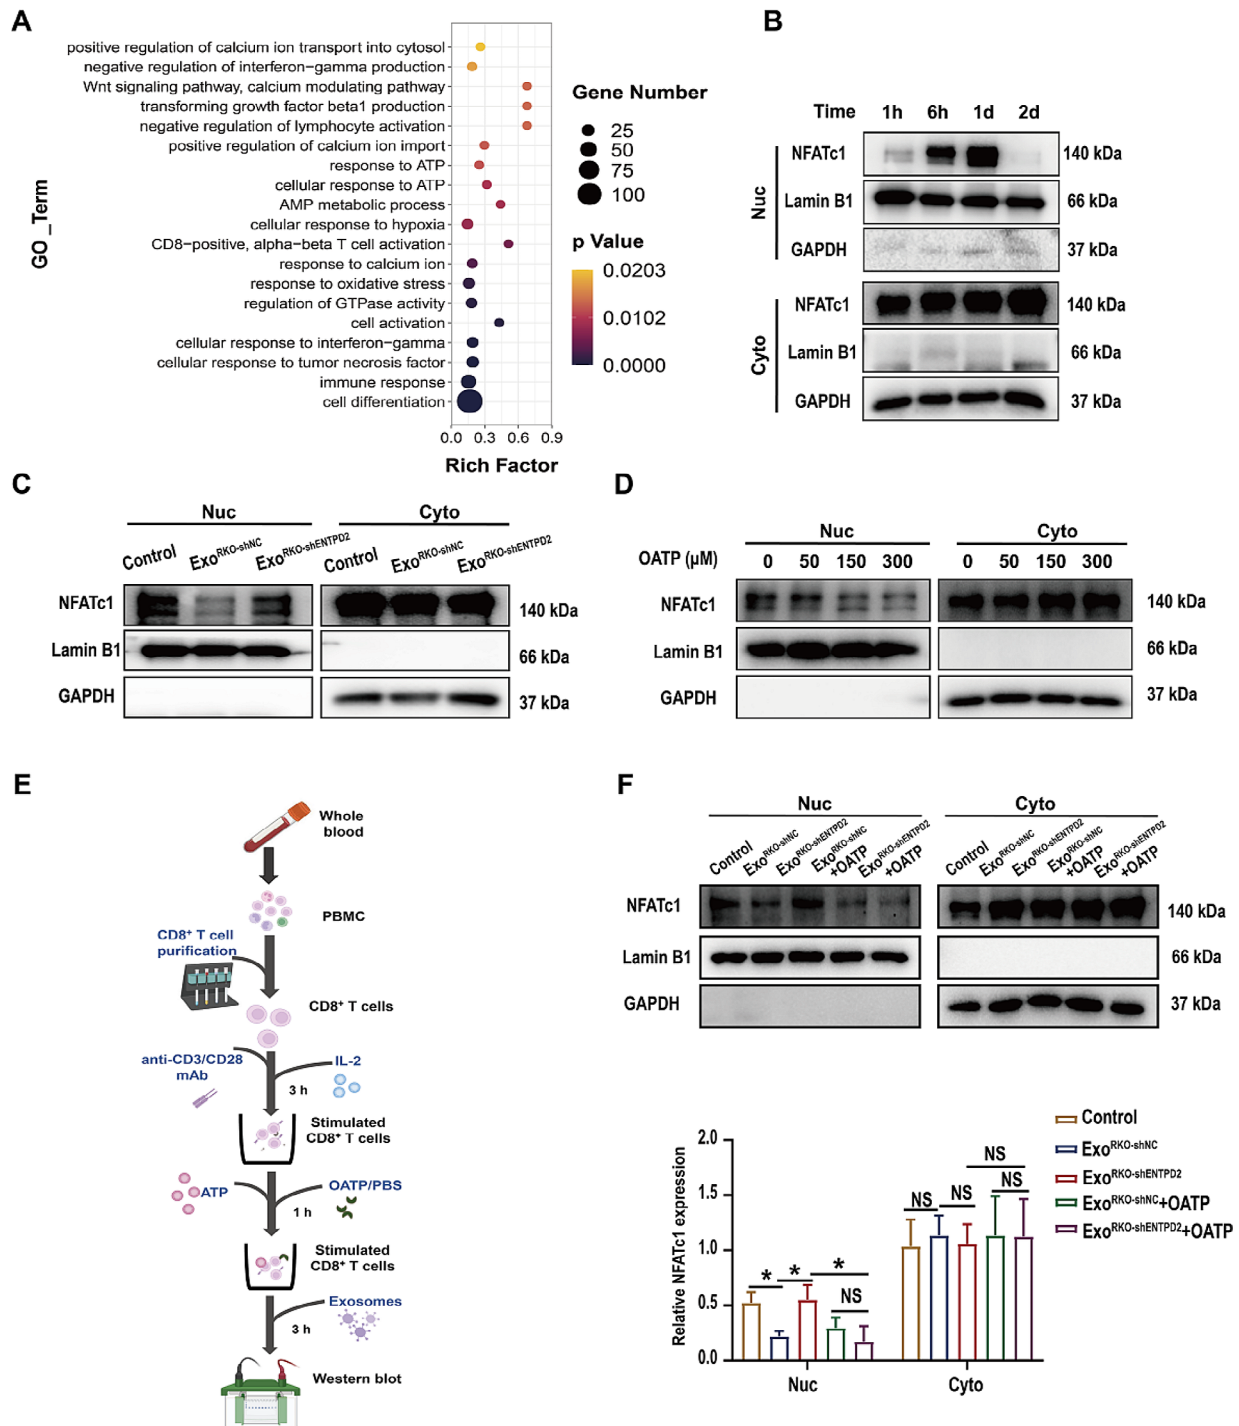 A
positive regulation of calcium ion transport into cytosol
negative regulation of interferon−gamma production
Wnt signaling pathway, calcium modulating pathway
transforming growth factor beta1 production
negative regulation of lymphocyte activation
positive regulation of calcium ion import
response to ATP
cellular response to ATP
AMP metabolic process
cellular response to hypoxia
CD8−positive, alpha−beta T cell activation
response to calcium ion
response to oxidative stress
regulation of GTPase activity
cell activation
cellular response to interferon−gamma
cellular response to tumor necrosis factor
immune response
cell differentiation
GO_Term
0.0 0.3 0.6 0.9
Rich Factor
Gene Number
25
50
75
100
p Value
0.0203
0.0102
0.0000
B
Time 1h 6h 1d 2d
Nuc
NFATc1 140 kDa
Lamin B1 66 kDa
GAPDH 37 kDa
Cyto
NFATc1 140 kDa
Lamin B1 66 kDa
GAPDH 37 kDa
C
Nuc Cyto
Control ExoRKO-shNC ExoRKO-shENTPD2 Control ExoRKO-shNC ExoRKO-shENTPD2
NFATc1 140 kDa
Lamin B1 66 kDa
GAPDH 37 kDa
D
Nuc Cyto
OATP (μM) 0 50 150 300 0 50 150 300
NFATc1 140 kDa
Lamin B1 66 kDa
GAPDH 37 kDa
E
Whole
blood
PBMC
CD8+ T cell
purification
CD8+ T cells
anti-CD3/CD28
mAb
IL-2
3 h
Stimulated
CD8+ T cells
ATP
OATP/PBS
1 h
Stimulated
CD8+ T cells
Exosomes
3 h
Western blot
F
Nuc Cyto
Control ExoRKO-shNC ExoRKO-shENTPD2 ExoRKO-shNC +OATP ExoRKO-shENTPD2 +OATP Control ExoRKO-shNC ExoRKO-shENTPD2 ExoRKO-shNC +OATP ExoRKO-shENTPD2 +OATP
NFATc1 140 kDa
Lamin B1 66 kDa
GAPDH 37 kDa
Relative NFATc1 expression
2.0
1.5
1.0
0.5
0.0
* * * NS
NS NS NS NS
Nuc Cyto
Control
ExoRKO-shNC
ExoRKO-shENTPD2
ExoRKO-shNC+OATP
ExoRKO-shENTPD2+OATP